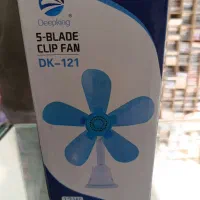 Deepking
5-BLADE
CLIP FAN
DK-121